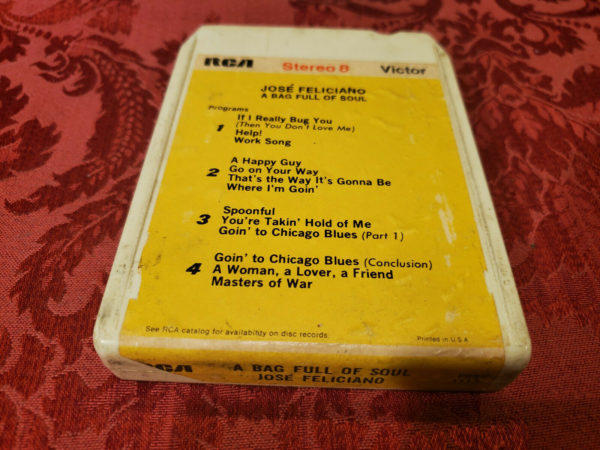 RCA Stereo 8 Victor
JOSÉ FELICIANO
A BAG FULL OF SOUL
Programs
1 If I Really Bug You
(Then You Don't Love Me)
Help!
Work Song
2 A Happy Guy
Go on Your Way
That's the Way It's Gonna Be
Where I'm Goin'
3 Spoonful
You're Takin' Hold of Me
Goin' to Chicago Blues (Part 1)
4 Goin' to Chicago Blues (Conclusion)
A Woman, a Lover, a Friend
Masters of War
See RCA catalog for availability on disc records
Printed in U.S.A.
RCA A BAG FULL OF SOUL
JOSE FELICIANO